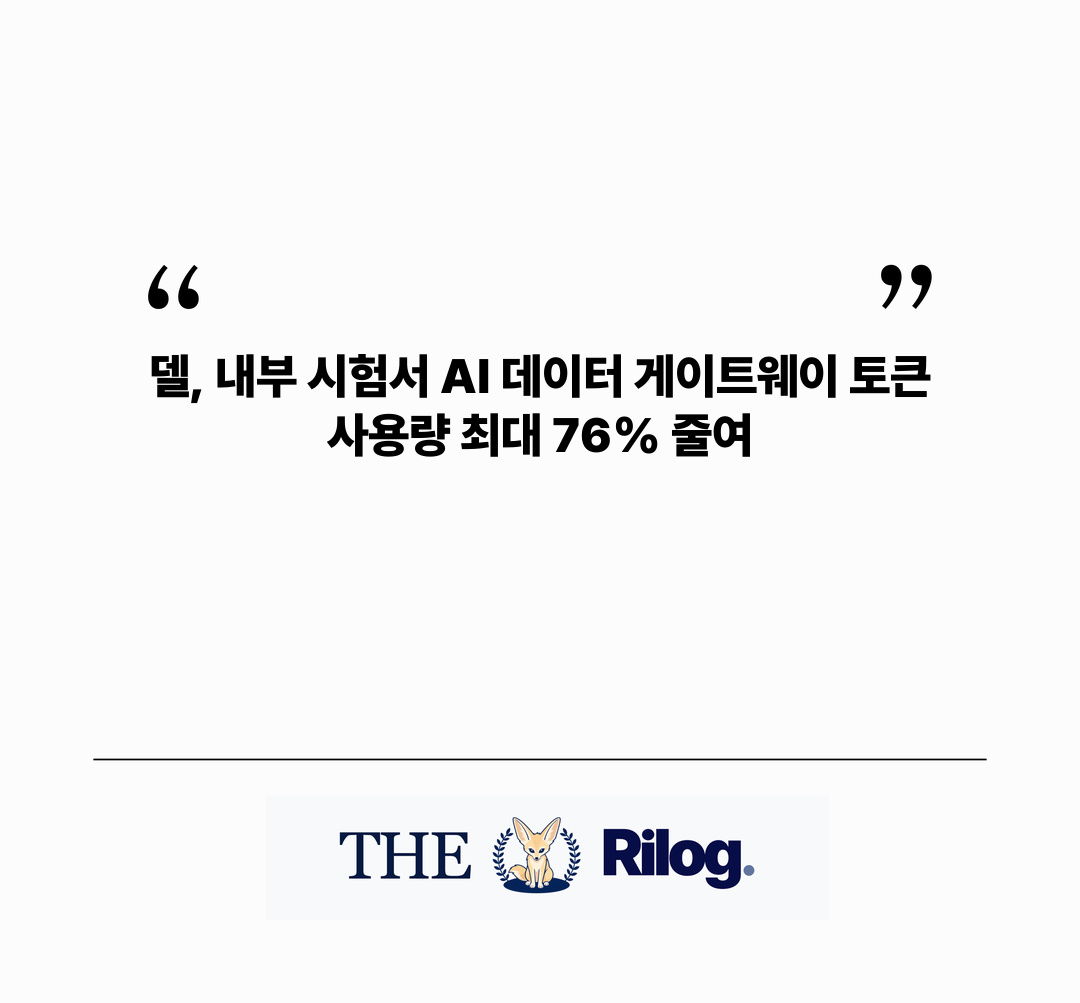 “ ”
델, 내부 시험서 AI 데이터 게이트웨이 토큰
사용량 최대 76% 줄여
THE Rilog.